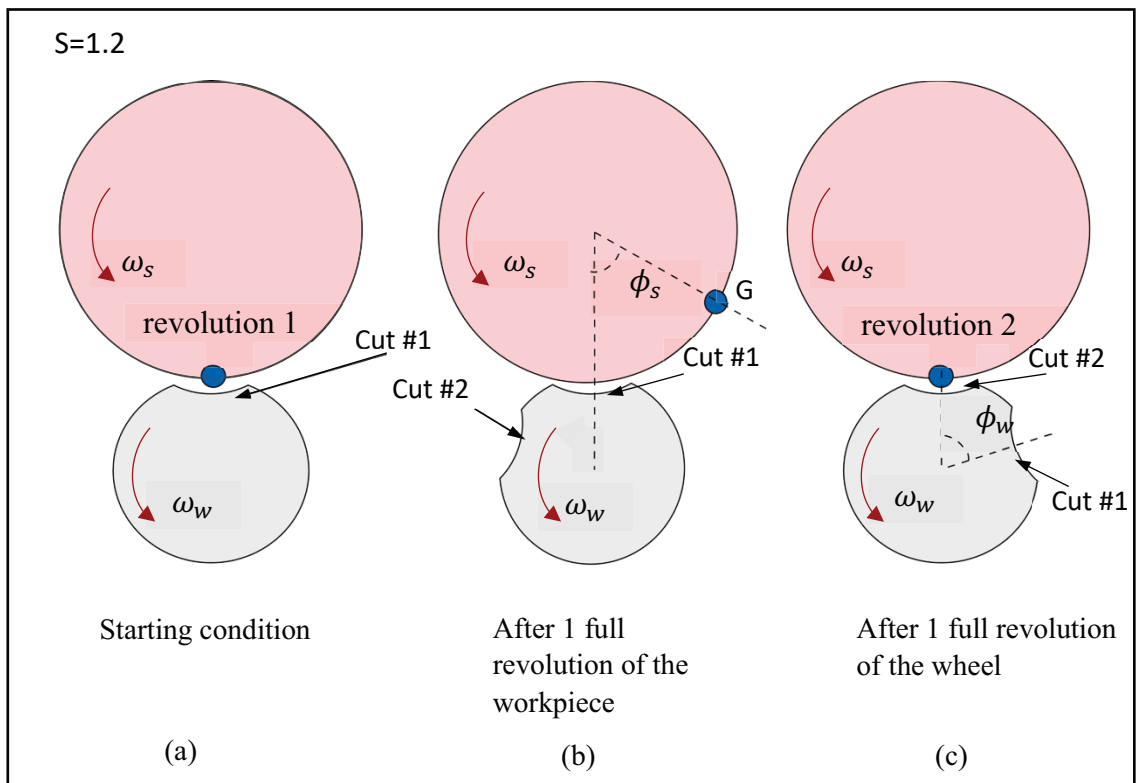 S=1.2
ω_s
revolution 1
Cut #1
ω_w
Starting condition
(a)
ω_s
ϕ_s
G
Cut #1
Cut #2
ω_w
After 1 full
revolution of the
workpiece
(b)
ω_s
revolution 2
Cut #2
ϕ_w
Cut #1
ω_w
After 1 full revolution
of the wheel
(c)